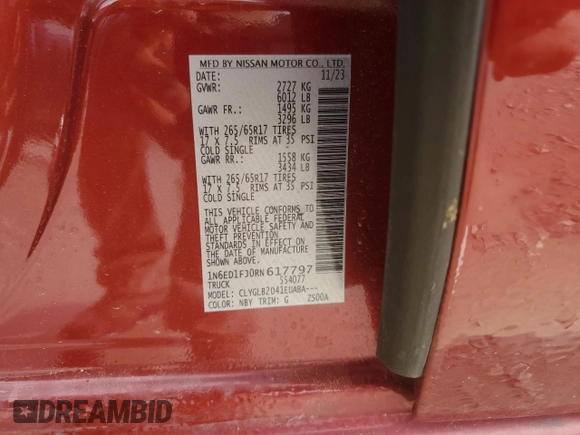 MFD BY NISSAN MOTOR CO., LTD.
DATE: 11/23
GVWR: 2727 KG
6012 LB
GAWR FR.: 1495 KG
3296 LB
WITH 265/65R17 TIRES
17 X 7.5 RIMS AT 35 PSI
COLD SINGLE
GAWR RR.: 1558 KG
3434 LB
WITH 265/65R17 TIRES
17 X 7.5 RIMS AT 35 PSI
COLD SINGLE
THIS VEHICLE CONFORMS TO
ALL APPLICABLE FEDERAL
MOTOR VEHICLE SAFETY AND
THEFT PREVENTION
STANDARDS IN EFFECT ON
THE DATE OF MANUFACTURE
SHOWN ABOVE.
1N6ED1FJ0RN617797
TRUCK 554077
MODEL: CLYGLB2D41EUABA---
COLOR: NBY TRIM: G 2500A
DREAMBID